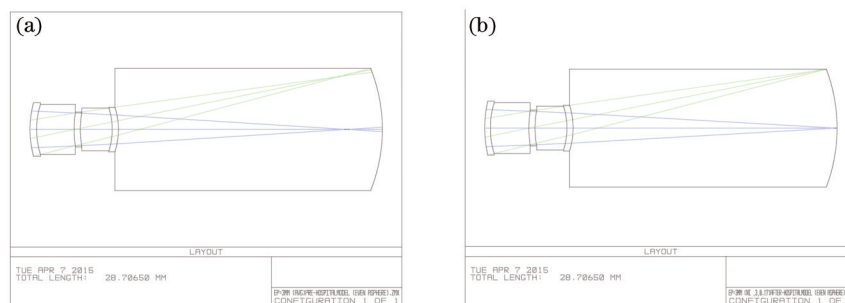 (a)
LAYOUT
TUE APR 7 2015
TOTAL LENGTH: 28.70650 MM
CONFIGURATION 1 OF 1
(b)
LAYOUT
TUE APR 7 2015
TOTAL LENGTH: 28.70650 MM
CONFIGURATION 1 OF